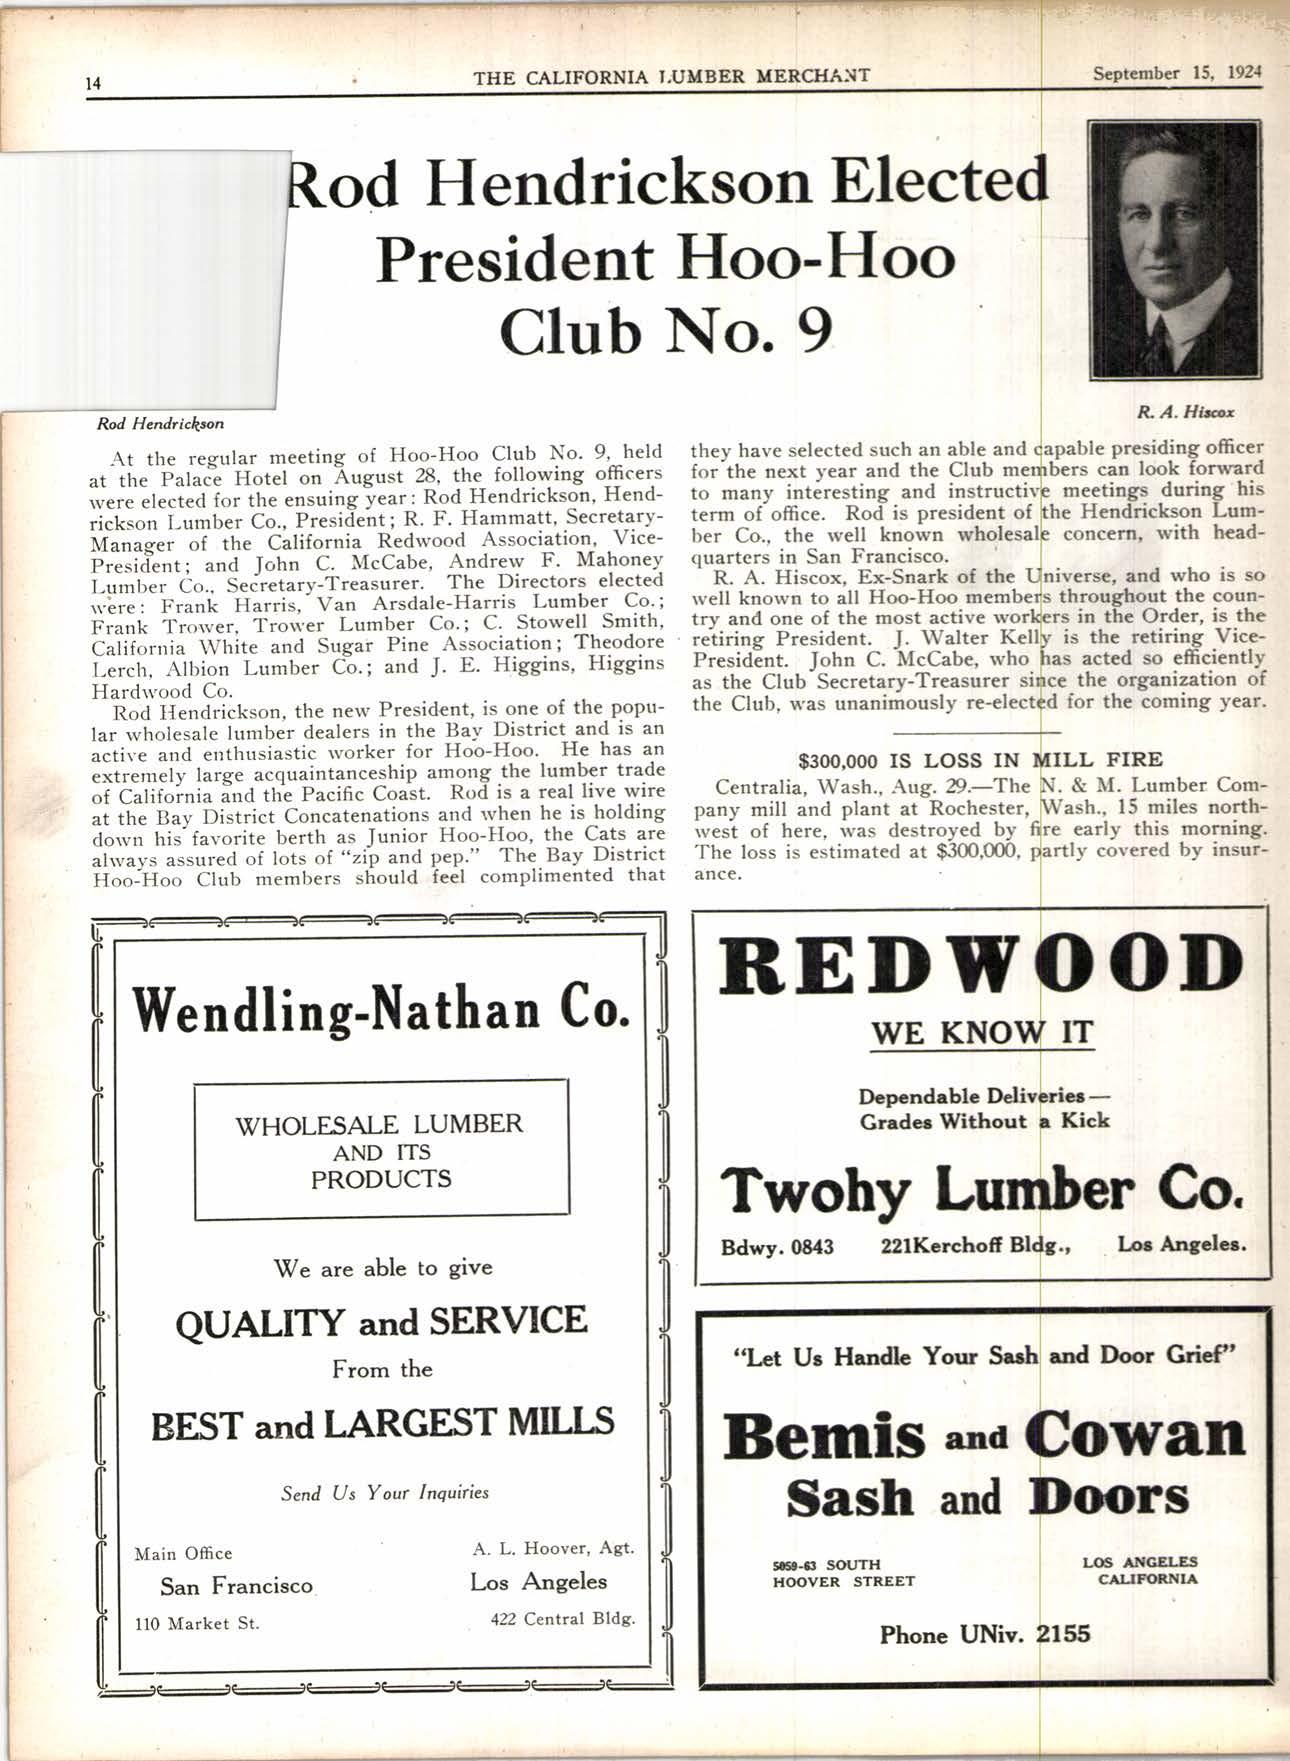 14
THE CALIFORNIA LUMBER MERCHANT
September 15, 1924
Rod Hendrickson Elected
President Hoo-Hoo
Club No. 9
Rod Hendrickson
R. A. Hiscox
At the regular meeting of Hoo-Hoo Club No. 9, held
at the Palace Hotel on August 28, the following officers
were elected for the ensuing year: Rod Hendrickson, Hend-
rickson Lumber Co., President; R. F. Hammatt, Secretary-
Manager of the California Redwood Association, Vice-
President; and John C. McCabe, Andrew F. Mahoney
Lumber Co., Secretary-Treasurer. The Directors elected
were: Frank Harris, Van Arsdale-Harris Lumber Co.;
Frank Trower, Trower Lumber Co.; C. Stowell Smith,
California White and Sugar Pine Association; Theodore
Lerch, Albion Lumber Co.; and J. E. Higgins, Higgins
Hardwood Co.
Rod Hendrickson, the new President, is one of the popu-
lar wholesale lumber dealers in the Bay District and is an
active and enthusiastic worker for Hoo-Hoo. He has an
extremely large acquaintanceship among the lumber trade
of California and the Pacific Coast. Rod is a real live wire
at the Bay District Concatenations and when he is holding
down his favorite berth as Junior Hoo-Hoo, the Cats are
always assured of lots of "zip and pep." The Bay District
Hoo-Hoo Club members should feel complimented that
they have selected such an able and capable presiding officer
for the next year and the Club members can look forward
to many interesting and instructive meetings during his
term of office. Rod is president of the Hendrickson Lum-
ber Co., the well known wholesale concern, with head-
quarters in San Francisco.
R. A. Hiscox, Ex-Snark of the Universe, and who is so
well known to all Hoo-Hoo members throughout the coun-
try and one of the most active workers in the Order, is the
retiring President. J. Walter Kelly is the retiring Vice-
President. John C. McCabe, who has acted so efficiently
as the Club Secretary-Treasurer since the organization of
the Club, was unanimously re-elected for the coming year.
$300,000 IS LOSS IN MILL FIRE
Centralia, Wash., Aug. 29.—The N. & M. Lumber Com-
pany mill and plant at Rochester, Wash., 15 miles north-
west of here, was destroyed by fire early this morning.
The loss is estimated at $300,000, partly covered by insur-
ance.
Wendling-Nathan Co.
WHOLESALE LUMBER
AND ITS
PRODUCTS
We are able to give
QUALITY and SERVICE
From the
BEST and LARGEST MILLS
Send Us Your Inquiries
Main Office
San Francisco
110 Market St.
A. L. Hoover, Agt.
Los Angeles
422 Central Bldg.
REDWOOD
WE KNOW IT
Dependable Deliveries—
Grades Without a Kick
Twohy Lumber Co.
Bdwy. 0843 221Kerchoff Bldg., Los Angeles.
"Let Us Handle Your Sash and Door Grief"
Bemis and Cowan
Sash and Doors
5059-63 SOUTH
HOOVER STREET
LOS ANGELES
CALIFORNIA
Phone UNiv. 2155